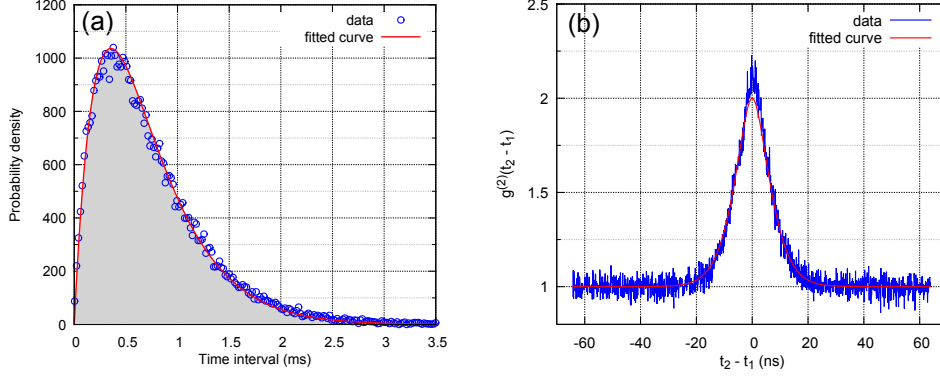 (a)
data
fitted curve
Probability density
1200
1000
800
600
400
200
0
0 0.5 1 1.5 2 2.5 3 3.5
Time interval (ms)
(b)
data
fitted curve
g(2)(t2 - t1)
2.5
2
1.5
1
-60 -40 -20 0 20 40 60
t2 - t1 (ns)